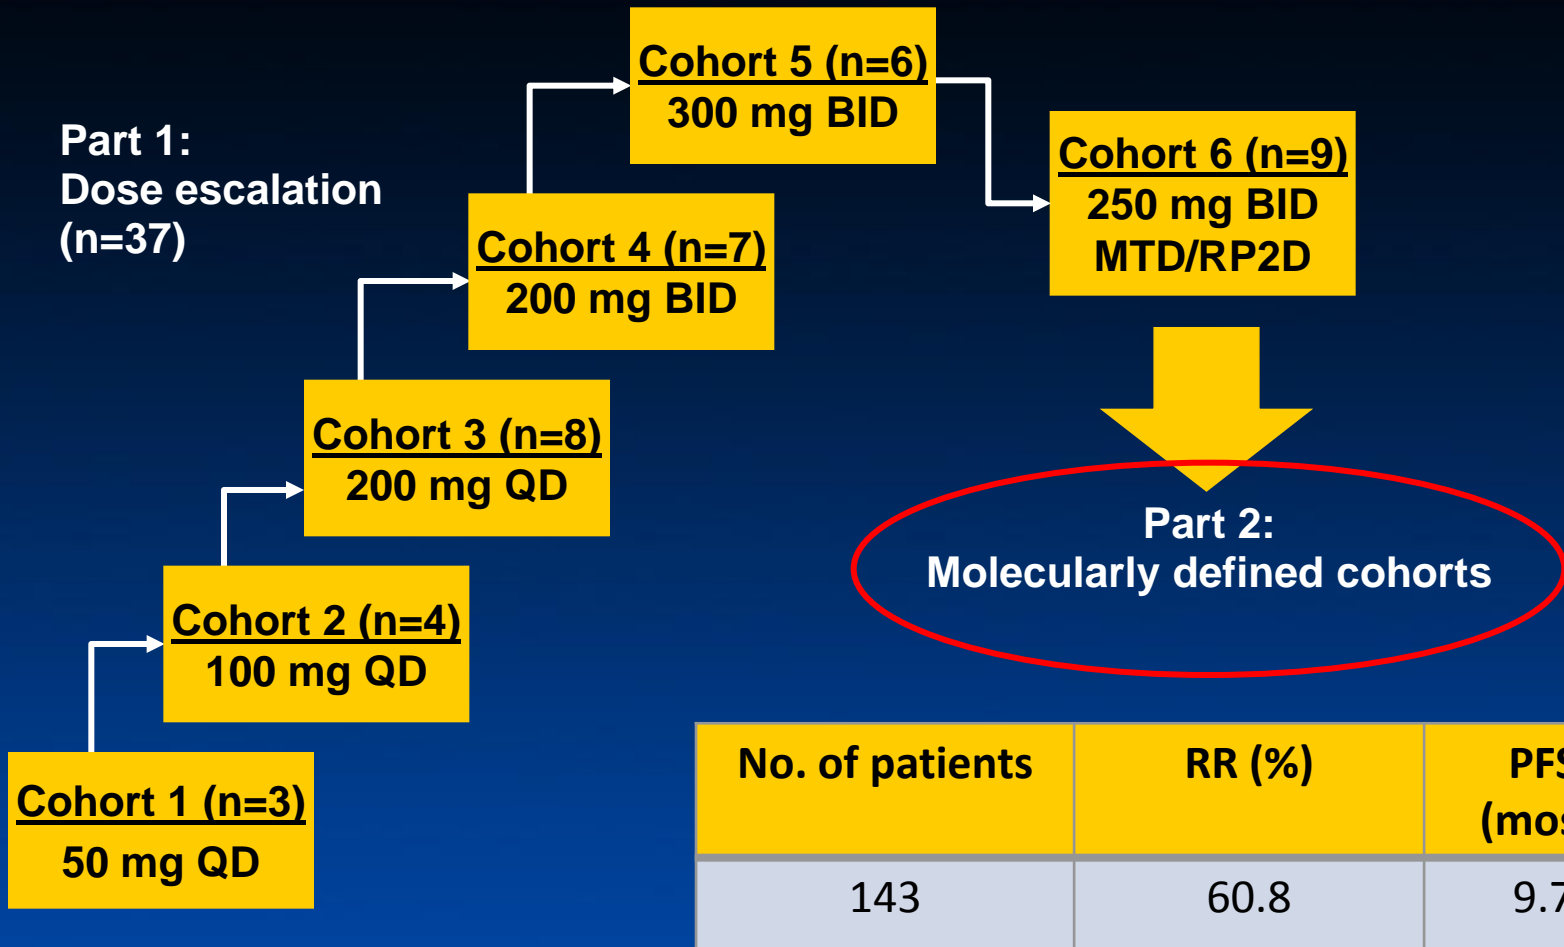 Part 1:
Dose escalation
(n=37)
Cohort 1 (n=3)
50 mg QD
Cohort 2 (n=4)
100 mg QD
Cohort 3 (n=8)
200 mg QD
Cohort 4 (n=7)
200 mg BID
Cohort 5 (n=6)
300 mg BID
Cohort 6 (n=9)
250 mg BID
MTD/RP2D
Part 2:
Molecularly defined cohorts
No. of patients RR (%)
143 60.8 9.7